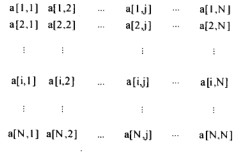 a[1,1] a[1,2] ... a[1,j] ... a[1,N]
a[2,1] a[2,2] ... a[2,j] ... a[2,N]
⋮ ⋮ ⋮ ⋮
a[i,1] a[i,2] ... a[i,j] ... a[i,N]
⋮ ⋮ ⋮ ⋮
a[N,1] a[N,2] ... a[N,j] ... a[N,N]